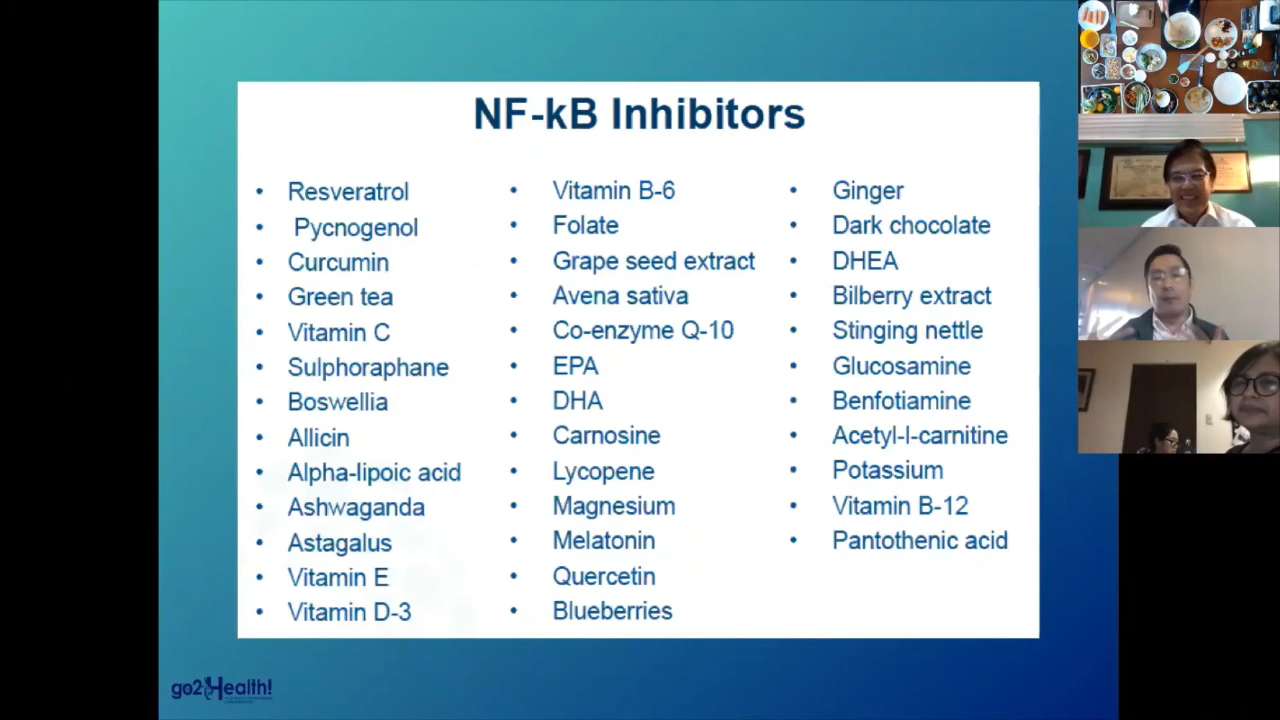 NF-kB Inhibitors
• Resveratrol
• Pycnogenol
• Curcumin
• Green tea
• Vitamin C
• Sulphoraphane
• Boswellia
• Allicin
• Alpha-lipoic acid
• Ashwaganda
• Astagalus
• Vitamin E
• Vitamin D-3
• Vitamin B-6
• Folate
• Grape seed extract
• Avena sativa
• Co-enzyme Q-10
• EPA
• DHA
• Carnosine
• Lycopene
• Magnesium
• Melatonin
• Quercetin
• Blueberries
• Ginger
• Dark chocolate
• DHEA
• Bilberry extract
• Stinging nettle
• Glucosamine
• Benfotiamine
• Acetyl-l-carnitine
• Potassium
• Vitamin B-12
• Pantothenic acid
go2Health!